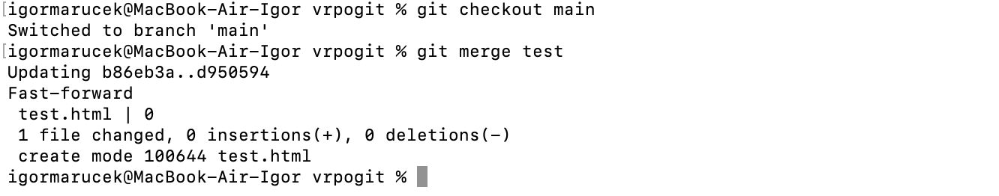 [igormarucek@MacBook-Air-Igor vrpogit % git checkout main
Switched to branch 'main'
[igormarucek@MacBook-Air-Igor vrpogit % git merge test
Updating b86eb3a..d950594
Fast-forward
 test.html | 0
 1 file changed, 0 insertions(+), 0 deletions(-)
 create mode 100644 test.html
igormarucek@MacBook-Air-Igor vrpogit %